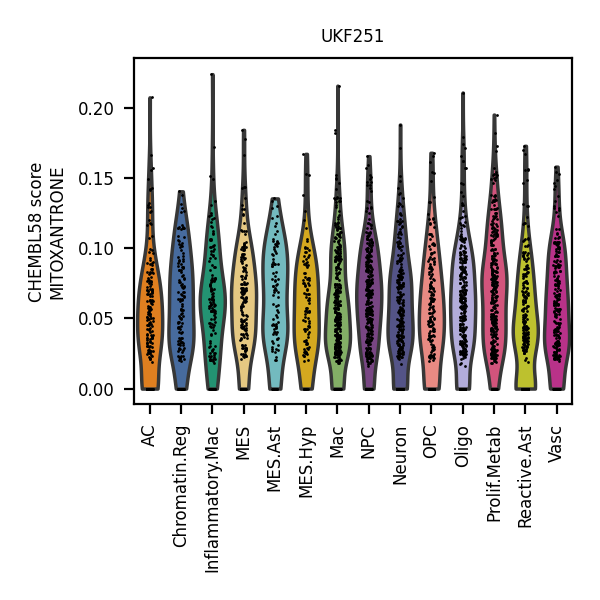 UKF251
CHEMBL58 score
MITOXANTRONE
0.20
0.15
0.10
0.05
0.00
AC
Chromatin.Reg
Inflammatory.Mac
MES
MES.Ast
MES.Hyp
Mac
NPC
Neuron
OPC
Oligo
Prolif.Metab
Reactive.Ast
Vasc